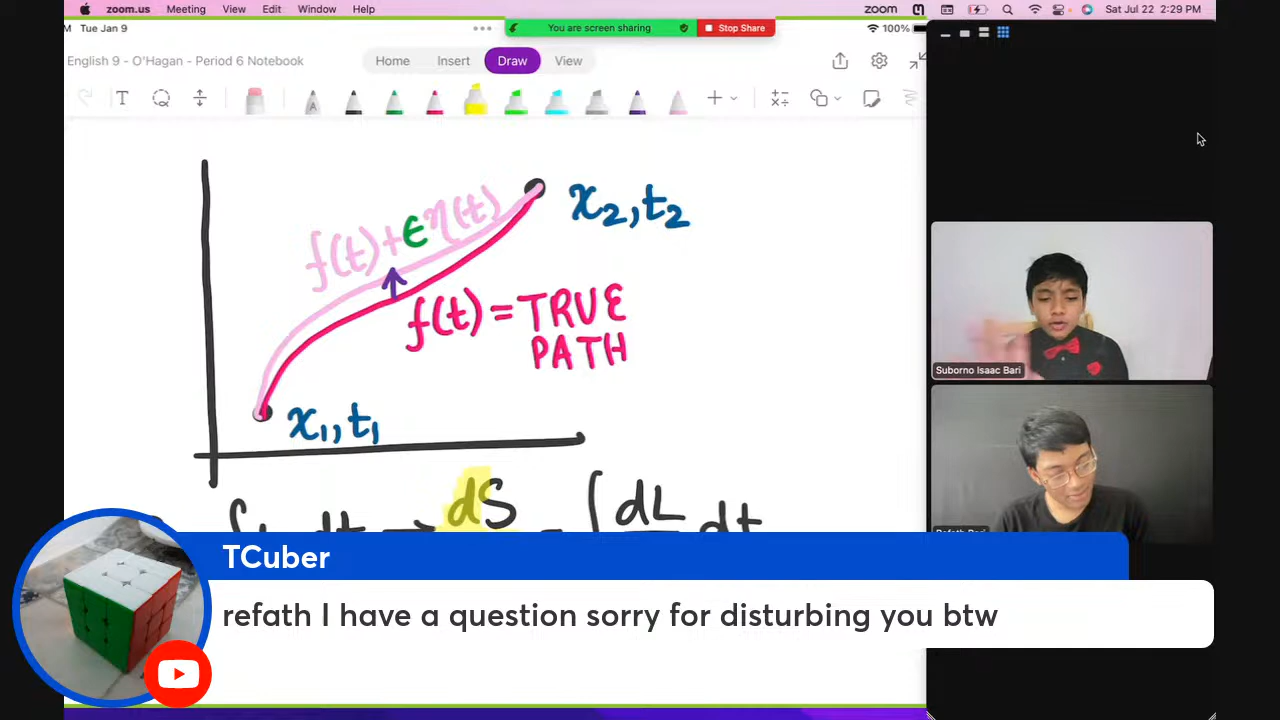 zoom.us Meeting View Edit Window Help zoom Sat Jul 22 2:29 PM
Tue Jan 9 You are screen sharing Stop Share 100%
English 9 - O'Hagan - Period 6 Notebook Home Insert Draw View
f(t)+εη(t)
x₂,t₂
f(t)=TRUE
PATH
x₁,t₁
dS = ∫ dL dt
Suborno Isaac Bari
TCuber
refath I have a question sorry for disturbing you btw